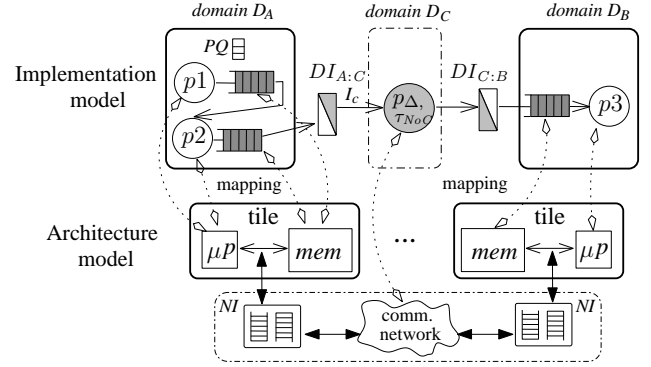 domain D_A
domain D_C
domain D_B
PQ
Implementation
model
p1
p2
DI_{A:C}
I_c
p_Δ,
τ_{NoC}
DI_{C:B}
p3
mapping
mapping
Architecture
model
tile
μp
mem
...
tile
mem
μp
NI
comm.
network
NI